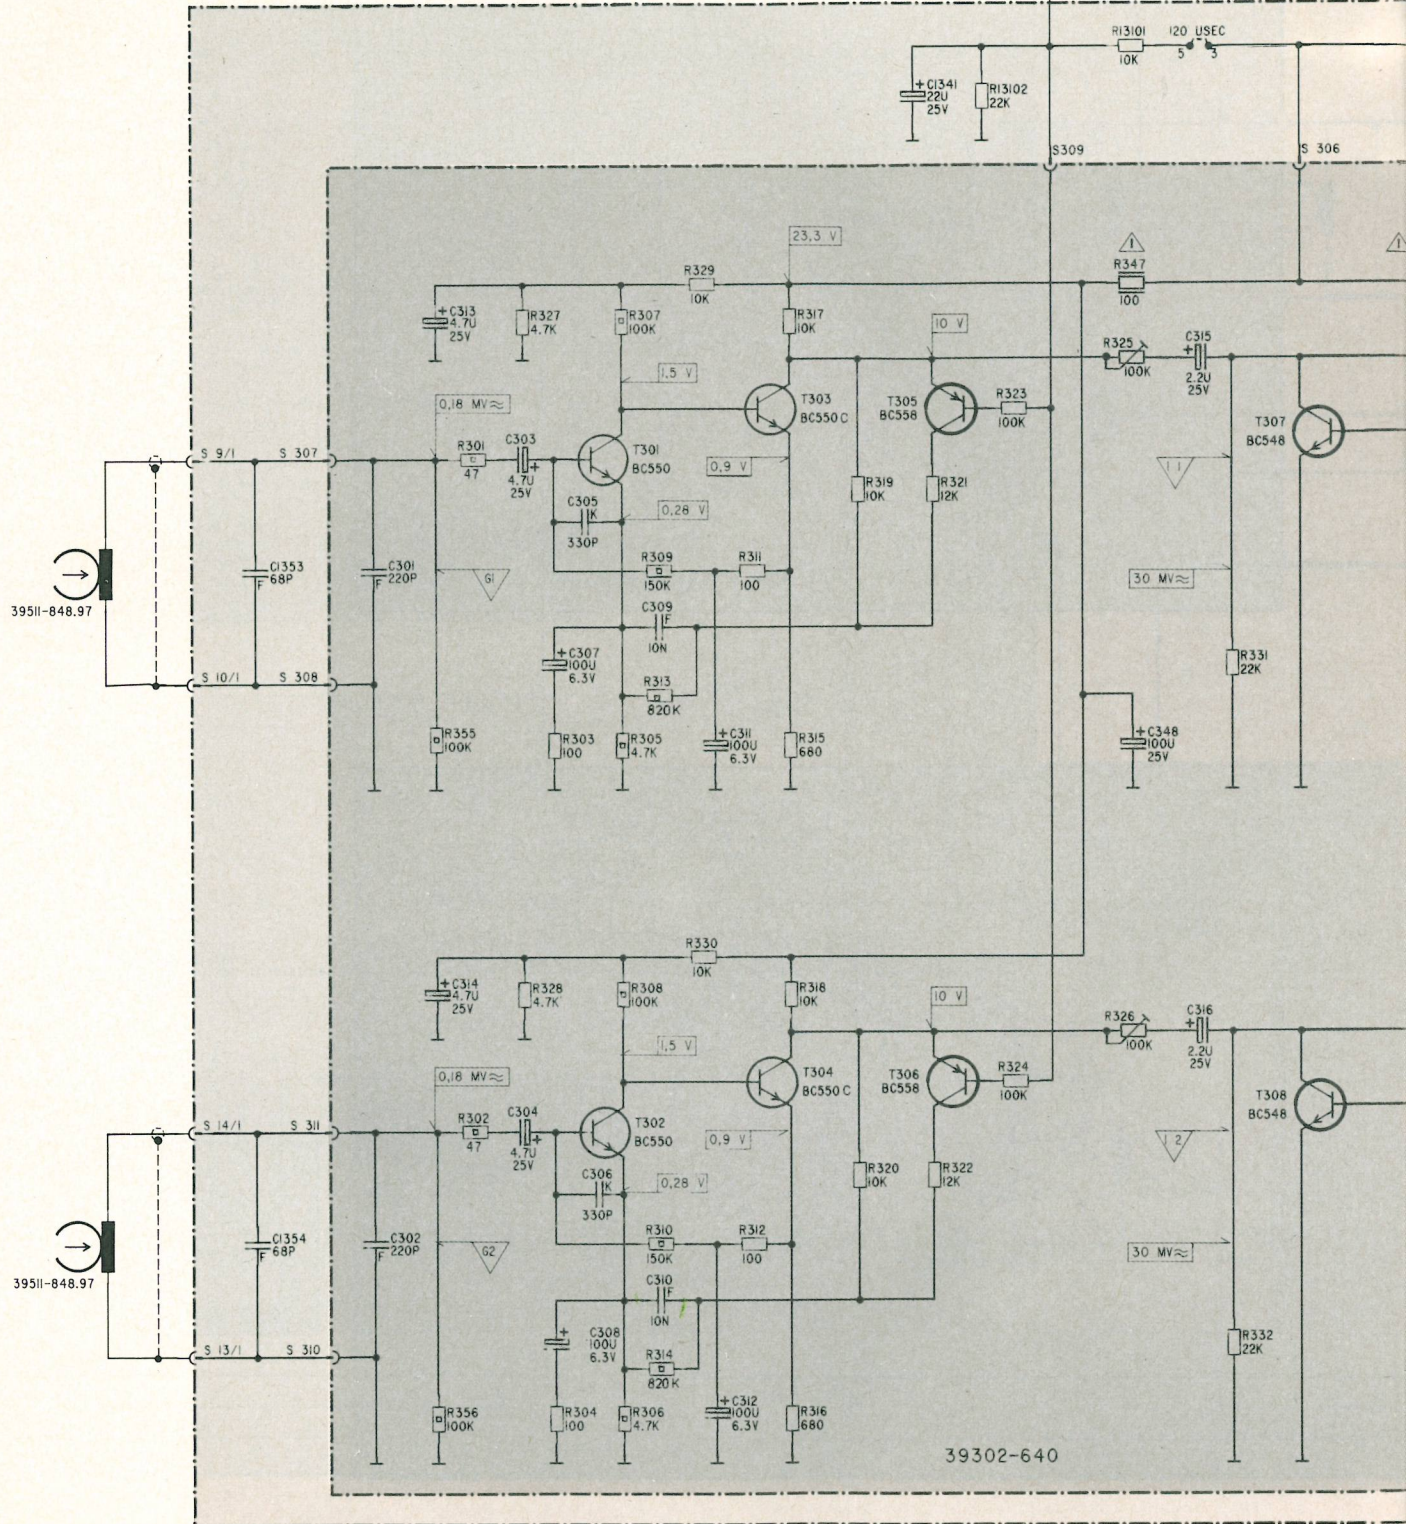 R13101
10K
120 USEC
5 3
+ C1341
22U
25V
R13102
22K
S309
S 306
23,3 V
1
R347
100
1
R329
10K
+ C313
4.7U
25V
R327
4.7K
R307
100K
R317
10K
10 V
R325
100K
C315
+
2.2U
25V
1,5 V
0,18 MV≈
T303
BC550C
T305
BC558
R323
100K
T307
BC548
S 9/1
S 307
R301
47
C303
+
4.7U
25V
T301
BC550
0,9 V
R319
10K
R321
12K
1 1
C305
K
330P
0,28 V
39511-848.97
C1353
68P
F
C301
220P
F
G1
R309
150K
R311
100
30 MV≈
C309
F
10N
+ C307
100U
6.3V
R331
22K
S 10/1
S 308
R313
820K
R355
100K
R303
100
R305
4.7K
+ C311
100U
6.3V
R315
680
+ C348
100U
25V
R330
10K
+ C314
4.7U
25V
R328
4.7K
R308
100K
R318
10K
10 V
R326
100K
C316
+
2.2U
25V
1,5 V
0,18 MV≈
T304
BC550C
T306
BC558
R324
100K
T308
BC548
S 14/1
S 311
R302
47
C304
+
4.7U
25V
T302
BC550
0,9 V
R320
10K
R322
12K
1 2
C306
K
330P
0,28 V
39511-848.97
C1354
68P
F
C302
220P
F
G2
R310
150K
R312
100
30 MV≈
C310
F
10N
+ C308
100U
6.3V
R332
22K
S 13/1
S 310
R314
820K
R356
100K
R304
100
R306
4.7K
+ C312
100U
6.3V
R316
680
39302-640